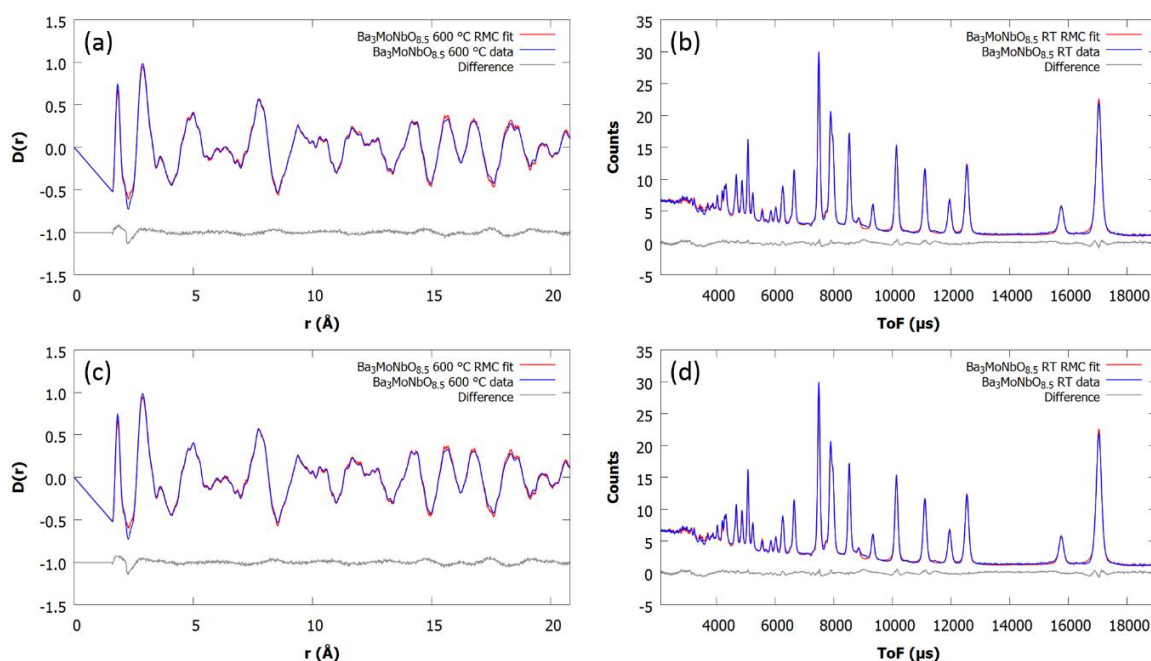 (a)
Ba₃MoNbO₈.₅ 600 °C RMC fit
Ba₃MoNbO₈.₅ 600 °C data
Difference
D(r)
1.5
1.0
0.5
0.0
-0.5
-1.0
-1.5
0 5 10 15 20
r (Å)
(b)
Ba₃MoNbO₈.₅ RT RMC fit
Ba₃MoNbO₈.₅ RT data
Difference
Counts
35
30
25
20
15
10
5
0
-5
4000 6000 8000 10000 12000 14000 16000 18000
ToF (µs)
(c)
Ba₃MoNbO₈.₅ 600 °C RMC fit
Ba₃MoNbO₈.₅ 600 °C data
Difference
D(r)
1.5
1.0
0.5
0.0
-0.5
-1.0
-1.5
0 5 10 15 20
r (Å)
(d)
Ba₃MoNbO₈.₅ RT RMC fit
Ba₃MoNbO₈.₅ RT data
Difference
Counts
35
30
25
20
15
10
5
0
-5
4000 6000 8000 10000 12000 14000 16000 18000
ToF (µs)